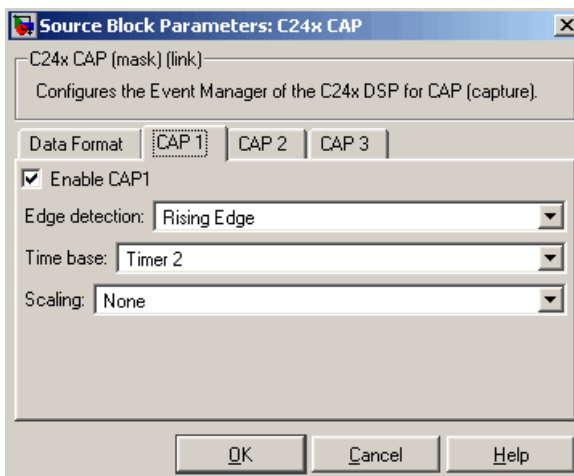 Source Block Parameters: C24x CAP
C24x CAP (mask) (link)
Configures the Event Manager of the C24x DSP for CAP (capture).
Data Format CAP 1 CAP 2 CAP 3
Enable CAP1
Edge detection: Rising Edge
Time base: Timer 2
Scaling: None
OK Cancel Help